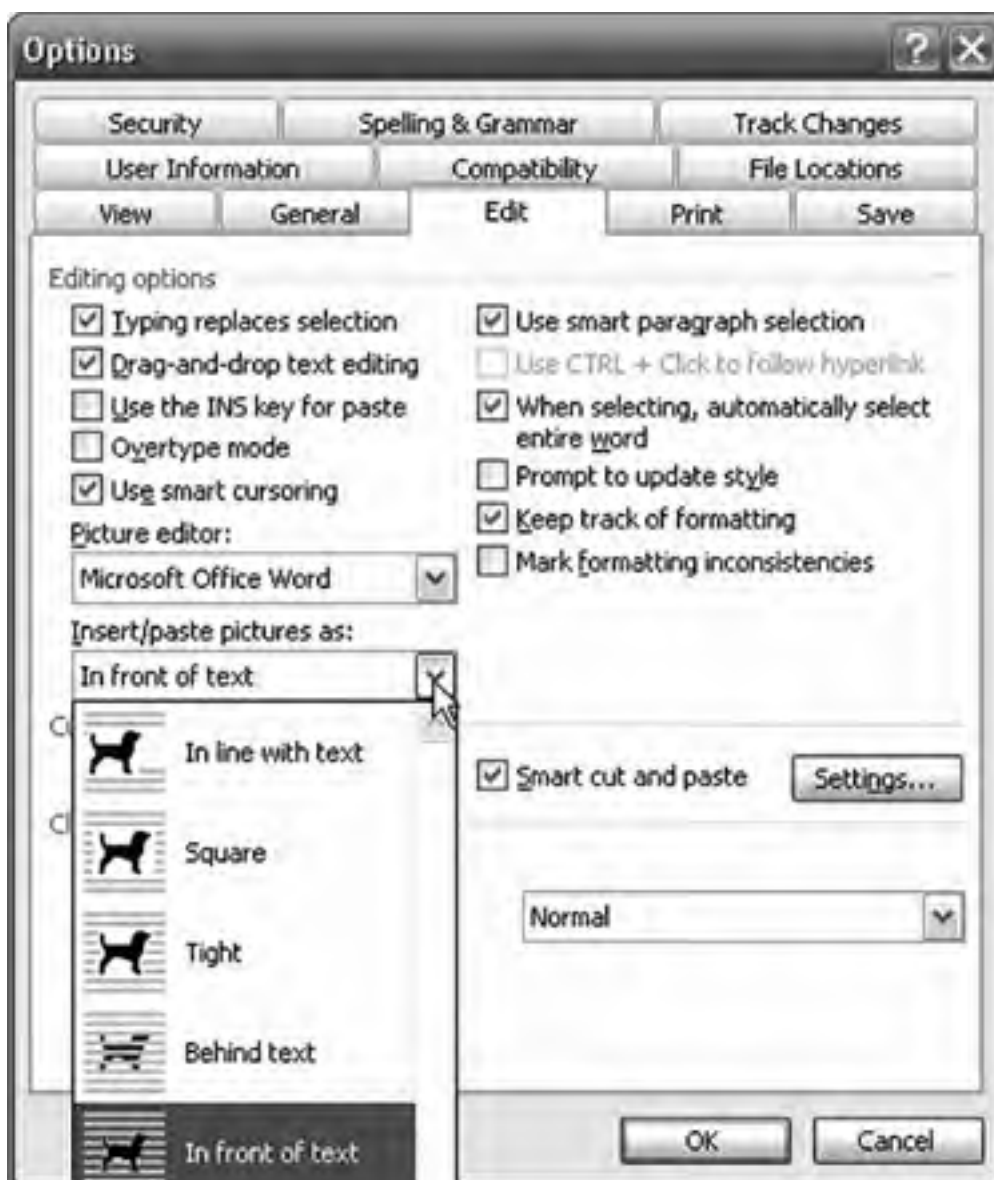 Options
Security Spelling & Grammar Track Changes
User Information Compatibility File Locations
View General Edit Print Save
Editing options
Typing replaces selection
Drag-and-drop text editing
Use the INS key for paste
Overtype mode
Use smart cursoring
Picture editor:
Microsoft Office Word
Insert/paste pictures as:
In front of text
In line with text
Square
Tight
Behind text
In front of text
Use smart paragraph selection
Use CTRL + Click to follow hyperlink
When selecting, automatically select
entire word
Prompt to update style
Keep track of formatting
Mark formatting inconsistencies
Smart cut and paste Settings...
Normal
OK Cancel